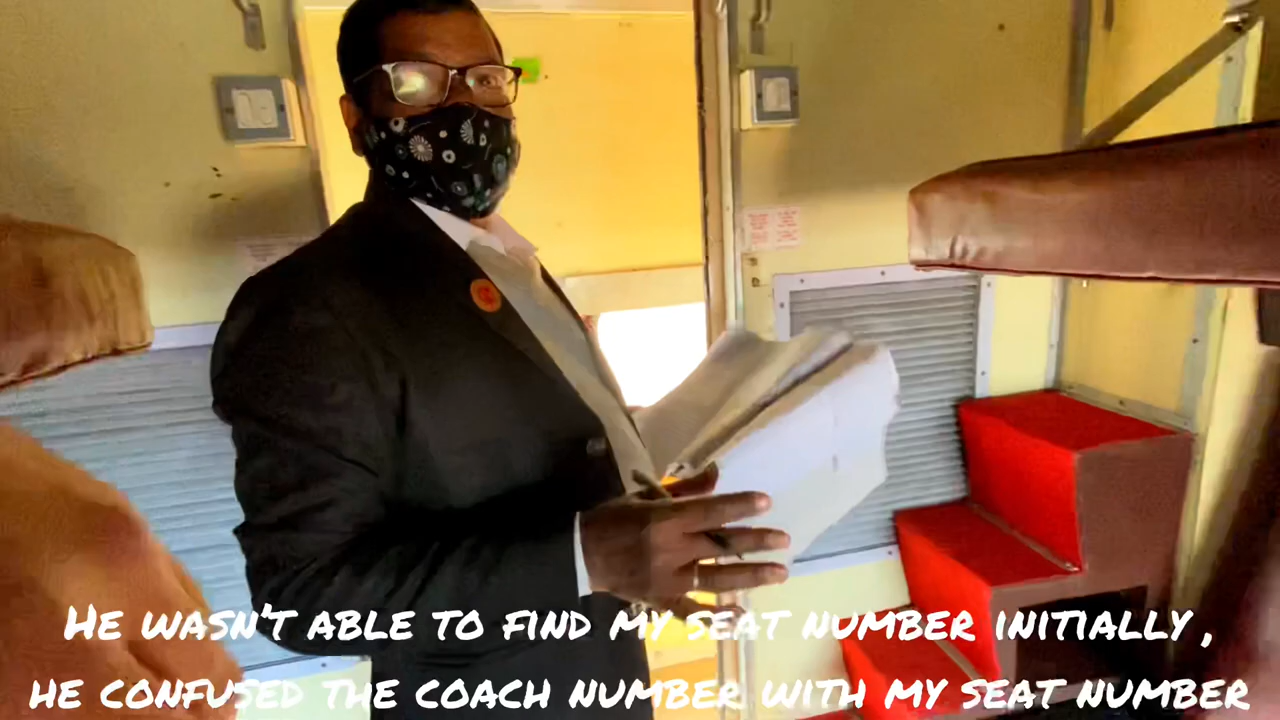 He wasn't able to find my seat number initially ,
he confused the coach number with my seat number